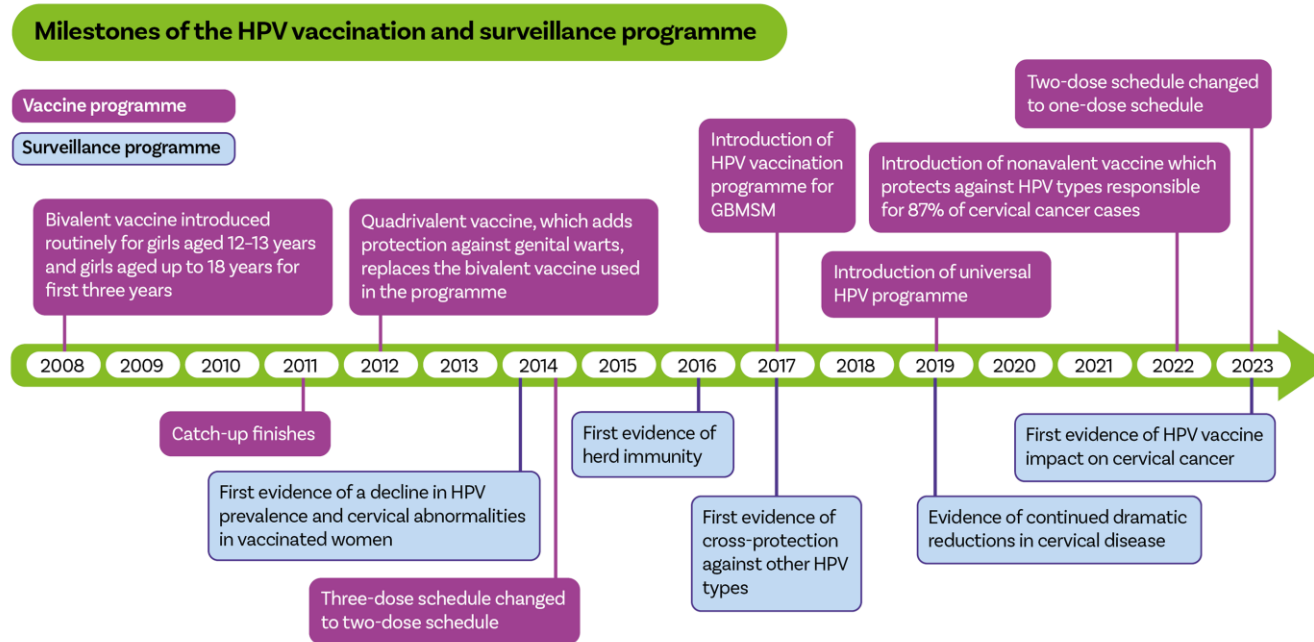 Milestones of the HPV vaccination and surveillance programme
Vaccine programme
Surveillance programme
Two-dose schedule changed
to one-dose schedule
Introduction of
HPV vaccination
programme for
GBMSM
Introduction of nonavalent vaccine which
protects against HPV types responsible
for 87% of cervical cancer cases
Bivalent vaccine introduced
routinely for girls aged 12–13 years
and girls aged up to 18 years for
first three years
Quadrivalent vaccine, which adds
protection against genital warts,
replaces the bivalent vaccine used
in the programme
Introduction of universal
HPV programme
2008 2009 2010 2011 2012 2013 2014 2015 2016 2017 2018 2019 2020 2021 2022 2023
Catch-up finishes
First evidence of
herd immunity
First evidence of HPV vaccine
impact on cervical cancer
First evidence of a decline in HPV
prevalence and cervical abnormalities
in vaccinated women
First evidence of
cross-protection
against other HPV
types
Evidence of continued dramatic
reductions in cervical disease
Three-dose schedule changed
to two-dose schedule